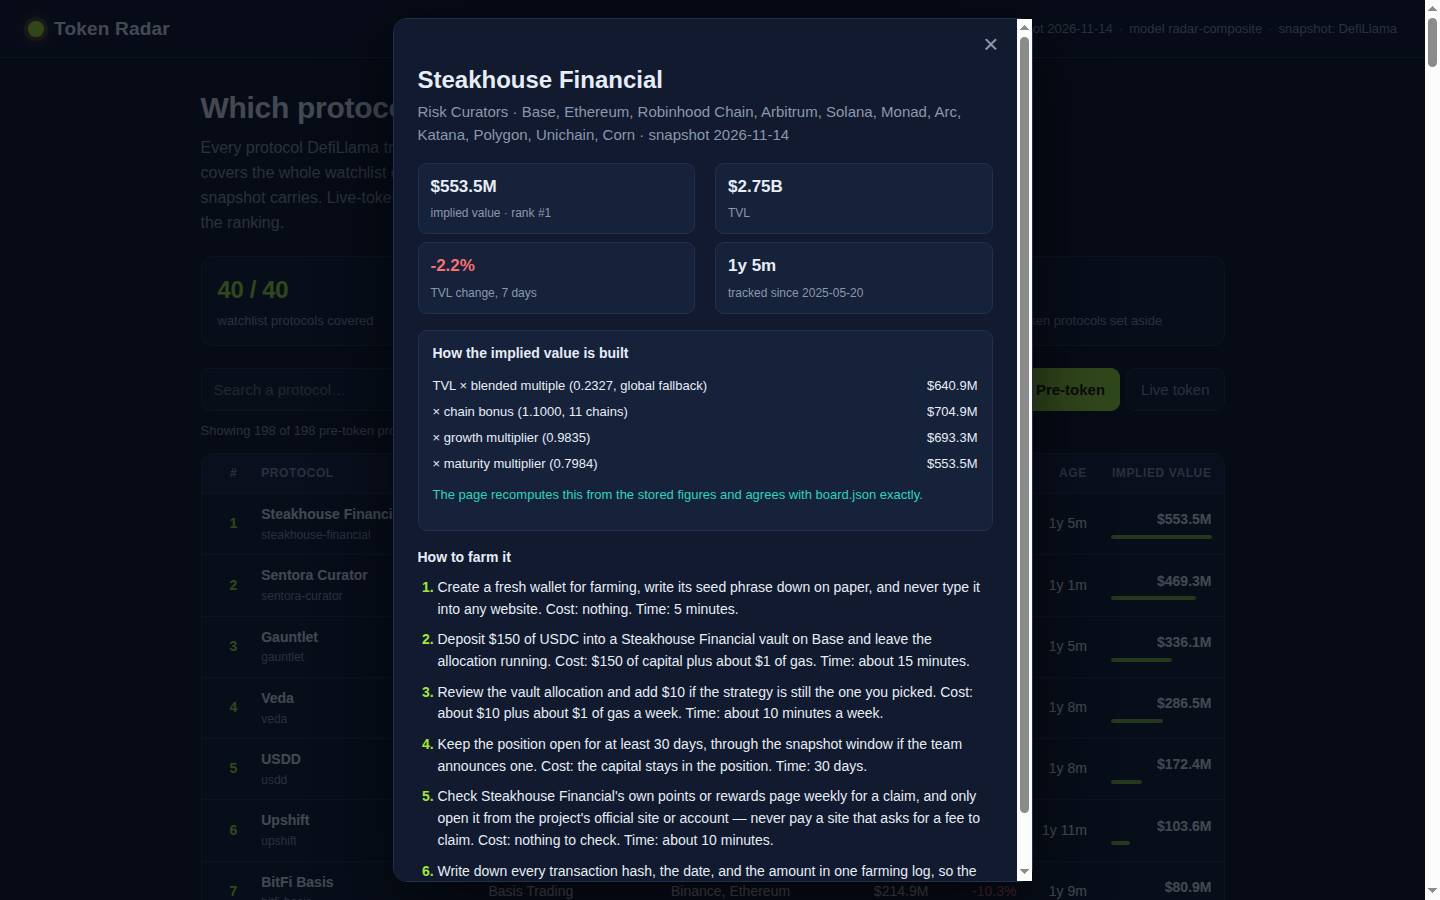 Token Radar
ot 2026-11-14 · model radar-composite · snapshot: DefiLlama
✕
Steakhouse Financial
Risk Curators · Base, Ethereum, Robinhood Chain, Arbitrum, Solana, Monad, Arc,
Katana, Polygon, Unichain, Corn · snapshot 2026-11-14
$553.5M
implied value · rank #1
$2.75B
TVL
-2.2%
TVL change, 7 days
1y 5m
tracked since 2025-05-20
How the implied value is built
TVL × blended multiple (0.2327, global fallback) $640.9M
× chain bonus (1.1000, 11 chains) $704.9M
× growth multiplier (0.9835) $693.3M
× maturity multiplier (0.7984) $553.5M
The page recomputes this from the stored figures and agrees with board.json exactly.
How to farm it
1. Create a fresh wallet for farming, write its seed phrase down on paper, and never type it
into any website. Cost: nothing. Time: 5 minutes.
2. Deposit $150 of USDC into a Steakhouse Financial vault on Base and leave the
allocation running. Cost: $150 of capital plus about $1 of gas. Time: about 15 minutes.
3. Review the vault allocation and add $10 if the strategy is still the one you picked. Cost:
about $10 plus about $1 of gas a week. Time: about 10 minutes a week.
4. Keep the position open for at least 30 days, through the snapshot window if the team
announces one. Cost: the capital stays in the position. Time: 30 days.
5. Check Steakhouse Financial's own points or rewards page weekly for a claim, and only
open it from the project's official site or account — never pay a site that asks for a fee to
claim. Cost: nothing to check. Time: about 10 minutes.
6. Write down every transaction hash, the date, and the amount in one farming log, so the
Which protoco
Every protocol DefiLlama tr
covers the whole watchlist
snapshot carries. Live-toke
the ranking.
40 / 40
watchlist protocols covered
en protocols set aside
Search a protocol...
Pre-token
Live token
Showing 198 of 198 pre-token pro
# PROTOCOL AGE IMPLIED VALUE
1 Steakhouse Financi 1y 5m $553.5M
steakhouse-financial
2 Sentora Curator 1y 1m $469.3M
sentora-curator
3 Gauntlet 1y 5m $336.1M
gauntlet
4 Veda 1y 8m $286.5M
veda
5 USDD 1y 8m $172.4M
usdd
6 Upshift 1y 11m $103.6M
upshift
7 BitFi Basis Basis Trading Binance, Ethereum $214.9M -10.3% 1y 9m $80.9M